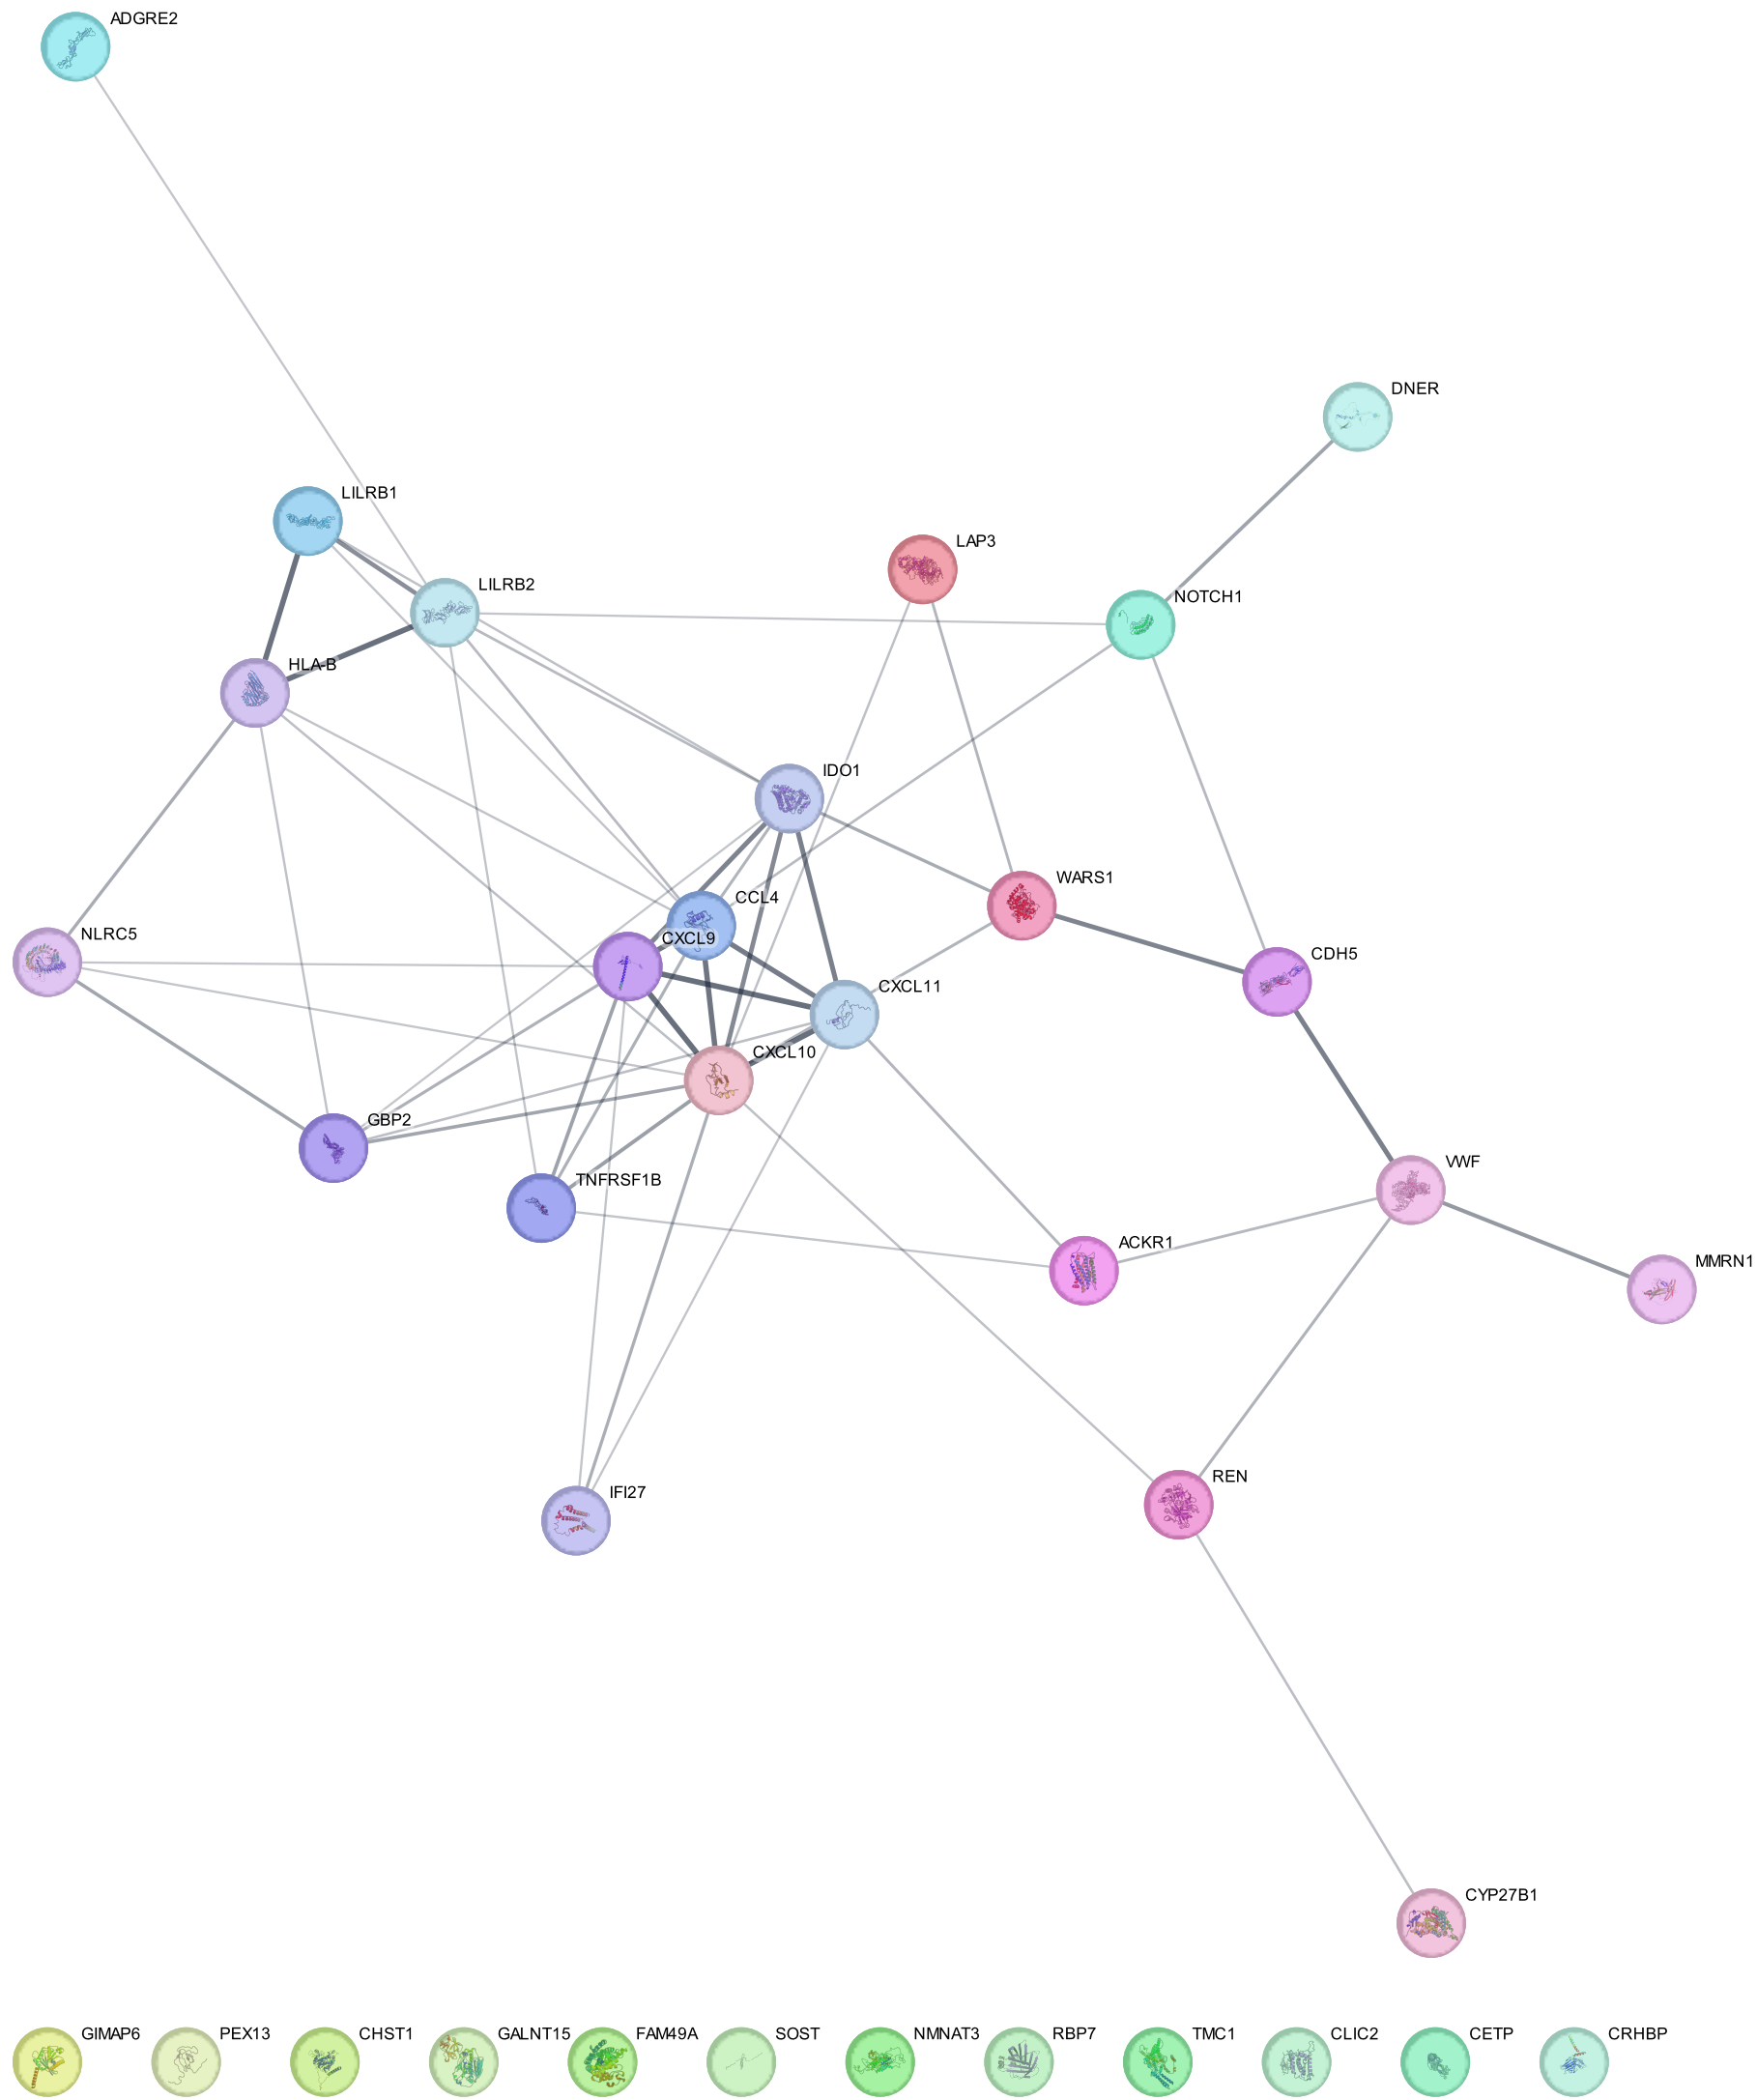 ADGRE2
DNER
LILRB1
LAP3
LILRB2
NOTCH1
HLA-B
IDO1
WARS1
CCL4
NLRC5
CXCL9
CDH5
CXCL11
CXCL10
GBP2
VWF
TNFRSF1B
ACKR1
MMRN1
REN
IFI27
CYP27B1
GIMAP6 PEX13 CHST1 GALNT15 FAM49A SOST NMNAT3 RBP7 TMC1 CLIC2 CETP CRHBP